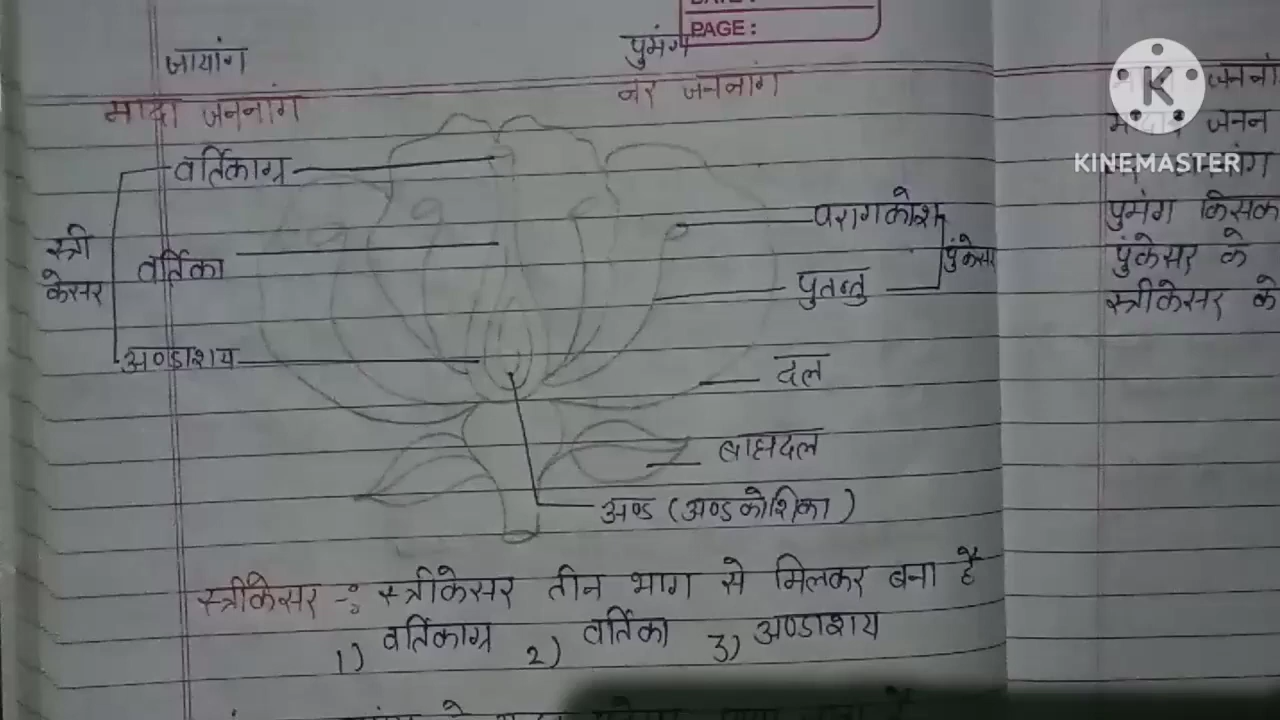 PAGE:
जायांग
पुमंग
मादा जननांग
नर जननांग
KINEMASTER
वर्तिकाग्र
स्त्री
केसर
वर्तिका
अण्डाशय
परागकोश
पुंकेसर
पुतन्तु
दल
बाह्यदल
अण्ड (अण्डकोशिका)
स्त्रीकेसर -: स्त्रीकेसर तीन भाग से मिलकर बना है
1) वर्तिकाग्र 2) वर्तिका 3) अण्डाशय
जनन
पुमंग किसक
पुंकेसर के
स्त्रीकेसर के